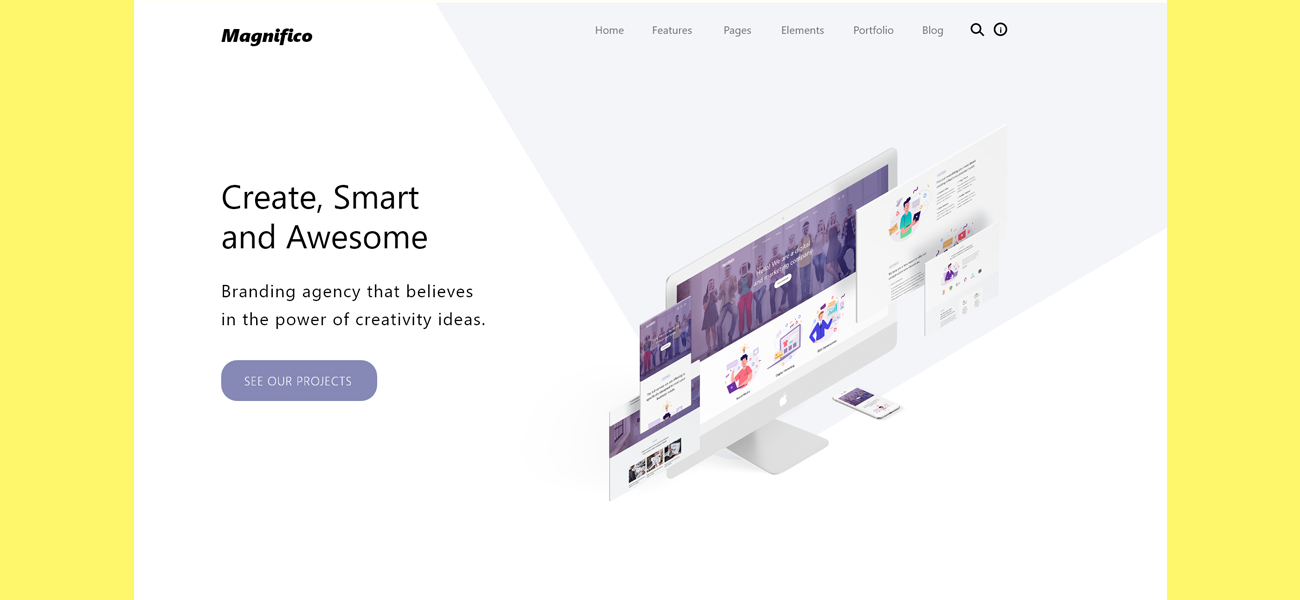 Magnifico
Home Features Pages Elements Portfolio Blog
Create, Smart
and Awesome
Branding agency that believes
in the power of creativity ideas.
SEE OUR PROJECTS
Hello! We are a digital
and marketing company